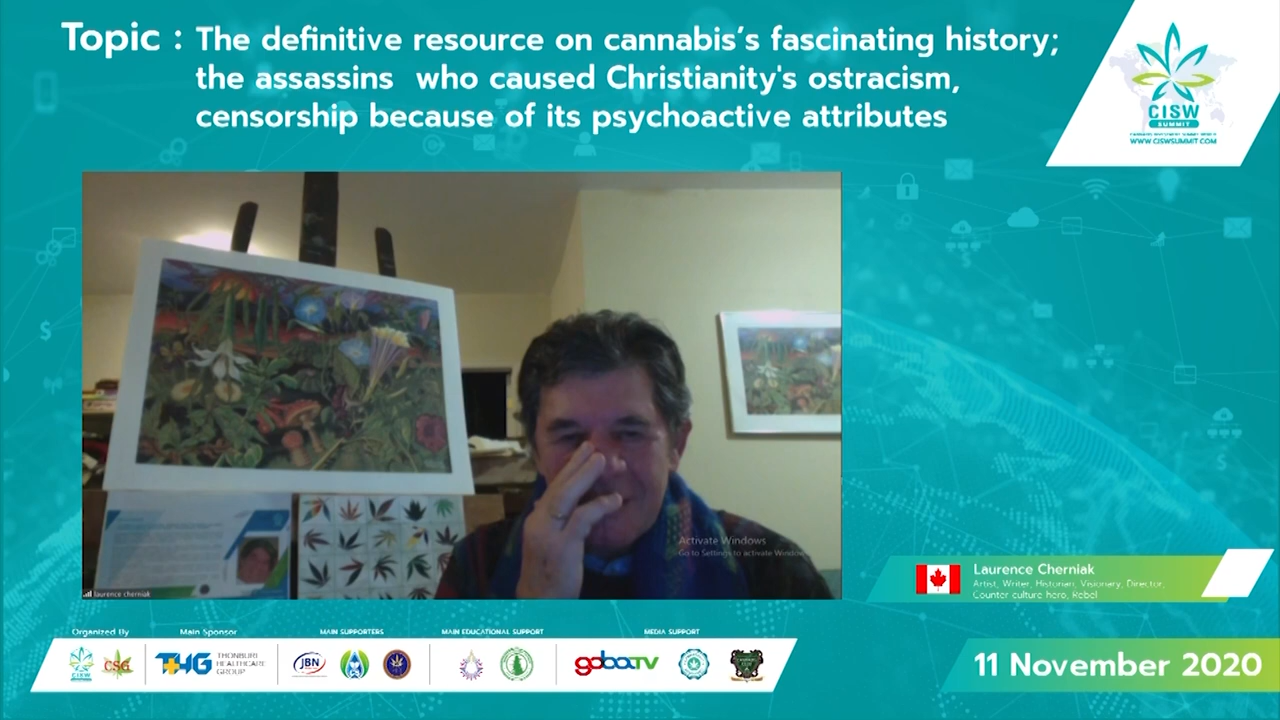 Topic : The definitive resource on cannabis's fascinating history;
the assassins who caused Christianity's ostracism,
censorship because of its psychoactive attributes
CISW
SUMMIT
WWW.CISWSUMMIT.COM
Activate Windows
Go to Settings to activate Windows
laurence cherniak
Laurence Cherniak
Artist, Writer, Historian, Visionary, Director,
Counter culture hero, Rebel
Organized By
Main Sponsor
MAIN SUPPORTERS
MAIN EDUCATIONAL SUPPORT
MEDIA SUPPORT
CISW
CSG
THG THONBURI HEALTHCARE GROUP
JBN
gobaTV
11 November 2020